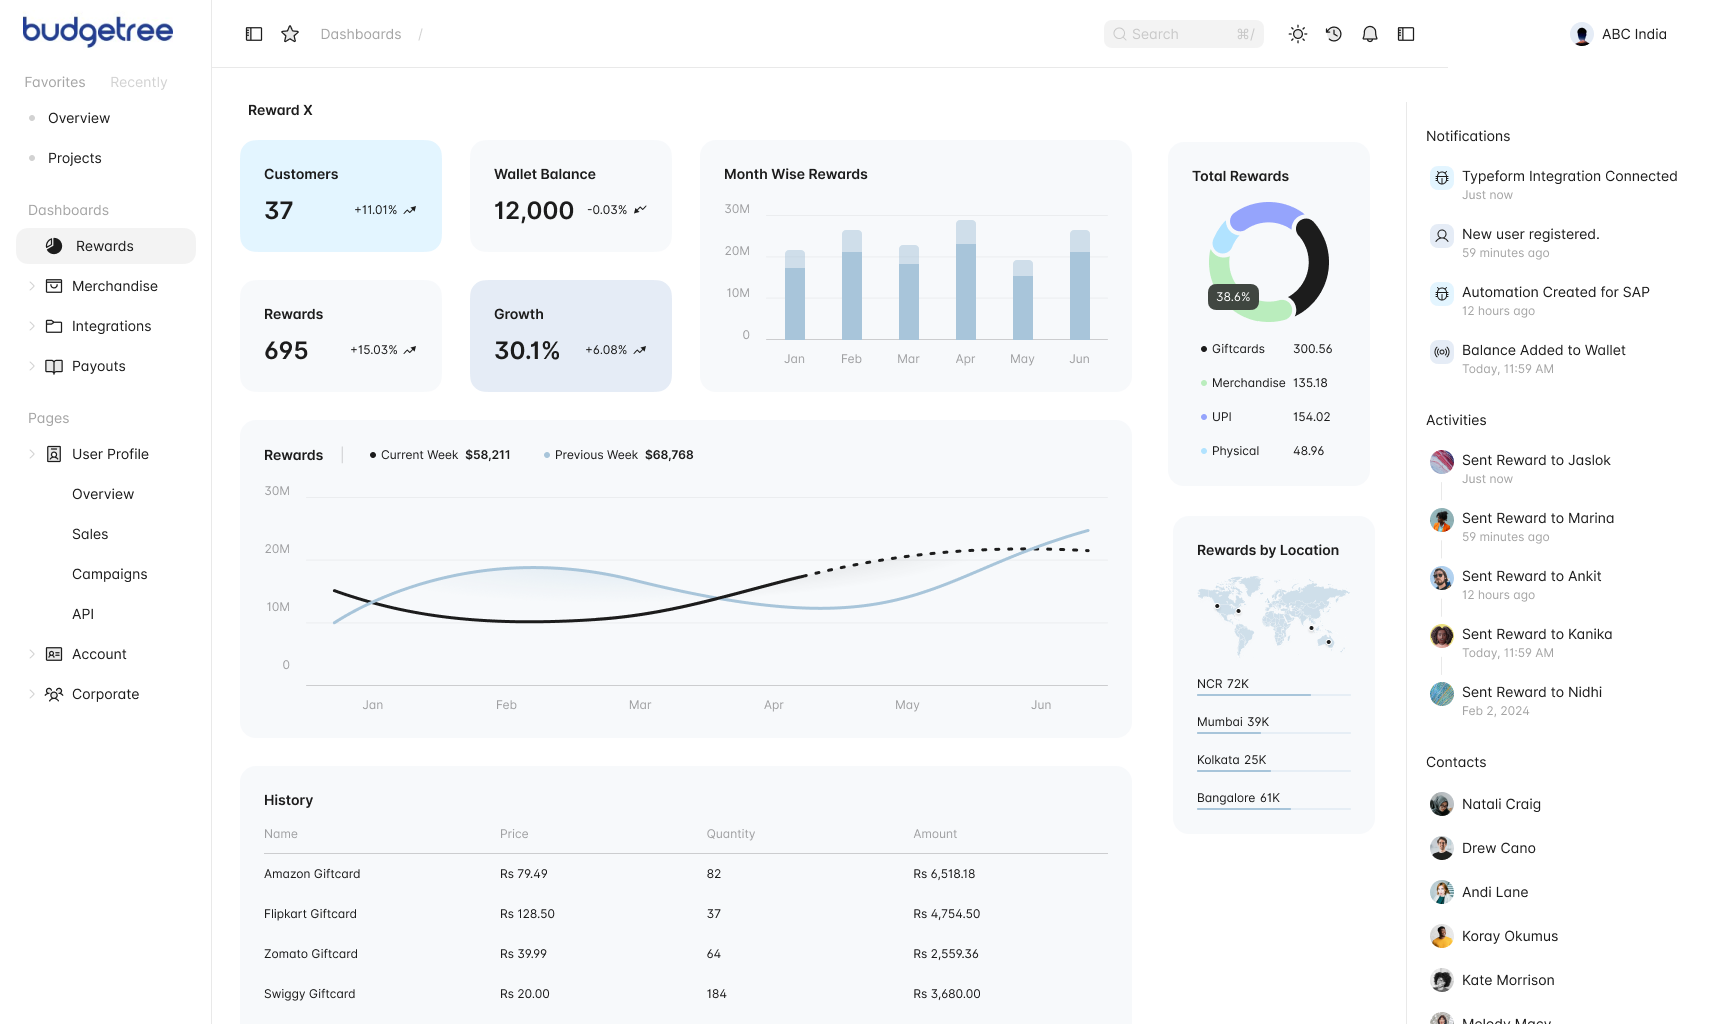 budgetree
Favorites Recently
Overview
Projects
Dashboards
Rewards
Merchandise
Integrations
Payouts
Pages
User Profile
Overview
Sales
Campaigns
API
Account
Corporate
Dashboards /
Search ⌘/
ABC India
Reward X
Customers
37 +11.01%
Wallet Balance
12,000 -0.03%
Rewards
695 +15.03%
Growth
30.1% +6.08%
Month Wise Rewards
30M
20M
10M
0
Jan Feb Mar Apr May Jun
Total Rewards
38.6%
Giftcards 300.56
Merchandise 135.18
UPI 154.02
Physical 48.96
Rewards Current Week $58,211 Previous Week $68,768
30M
20M
10M
0
Jan Feb Mar Apr May Jun
Rewards by Location
NCR 72K
Mumbai 39K
Kolkata 25K
Bangalore 61K
History
Name Price Quantity Amount
Amazon Giftcard Rs 79.49 82 Rs 6,518.18
Flipkart Giftcard Rs 128.50 37 Rs 4,754.50
Zomato Giftcard Rs 39.99 64 Rs 2,559.36
Swiggy Giftcard Rs 20.00 184 Rs 3,680.00
Notifications
Typeform Integration Connected
Just now
New user registered.
59 minutes ago
Automation Created for SAP
12 hours ago
Balance Added to Wallet
Today, 11:59 AM
Activities
Sent Reward to Jaslok
Just now
Sent Reward to Marina
59 minutes ago
Sent Reward to Ankit
12 hours ago
Sent Reward to Kanika
Today, 11:59 AM
Sent Reward to Nidhi
Feb 2, 2024
Contacts
Natali Craig
Drew Cano
Andi Lane
Koray Okumus
Kate Morrison